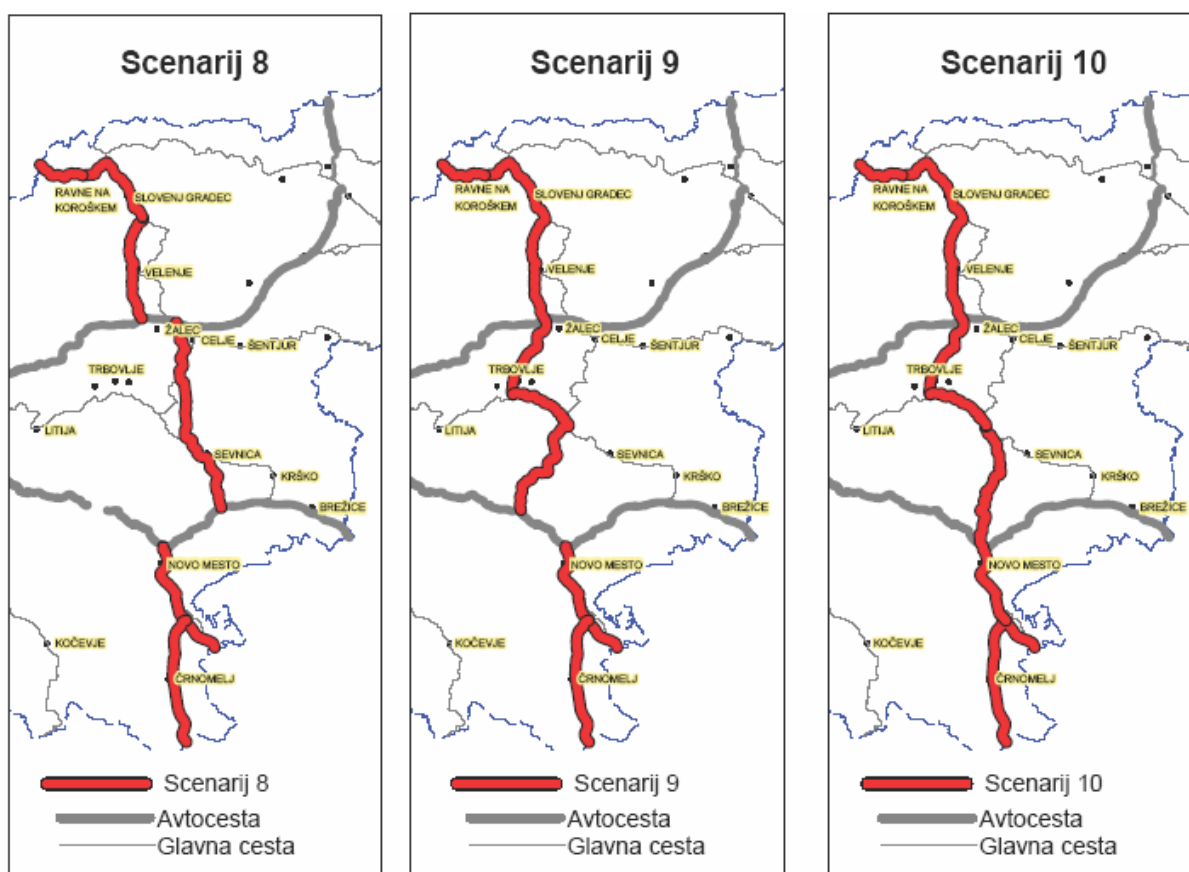 Scenarij 8
RAVNE NA
KOROŠKEM
SLOVENJ GRADEC
VELENJE
ŽALEC
CELJE
ŠENTJUR
TRBOVLJE
LITIJA
SEVNICA
KRŠKO
BREŽICE
NOVO MESTO
KOČEVJE
ČRNOMELJ
Scenarij 8
Avtocesta
Glavna cesta
Scenarij 9
RAVNE NA
KOROŠKEM
SLOVENJ GRADEC
VELENJE
ŽALEC
CELJE
ŠENTJUR
TRBOVLJE
LITIJA
SEVNICA
KRŠKO
BREŽICE
NOVO MESTO
KOČEVJE
ČRNOMELJ
Scenarij 9
Avtocesta
Glavna cesta
Scenarij 10
RAVNE NA
KOROŠKEM
SLOVENJ GRADEC
VELENJE
ŽALEC
CELJE
ŠENTJUR
TRBOVLJE
LITIJA
SEVNICA
KRŠKO
BREŽICE
NOVO MESTO
KOČEVJE
ČRNOMELJ
Scenarij 10
Avtocesta
Glavna cesta